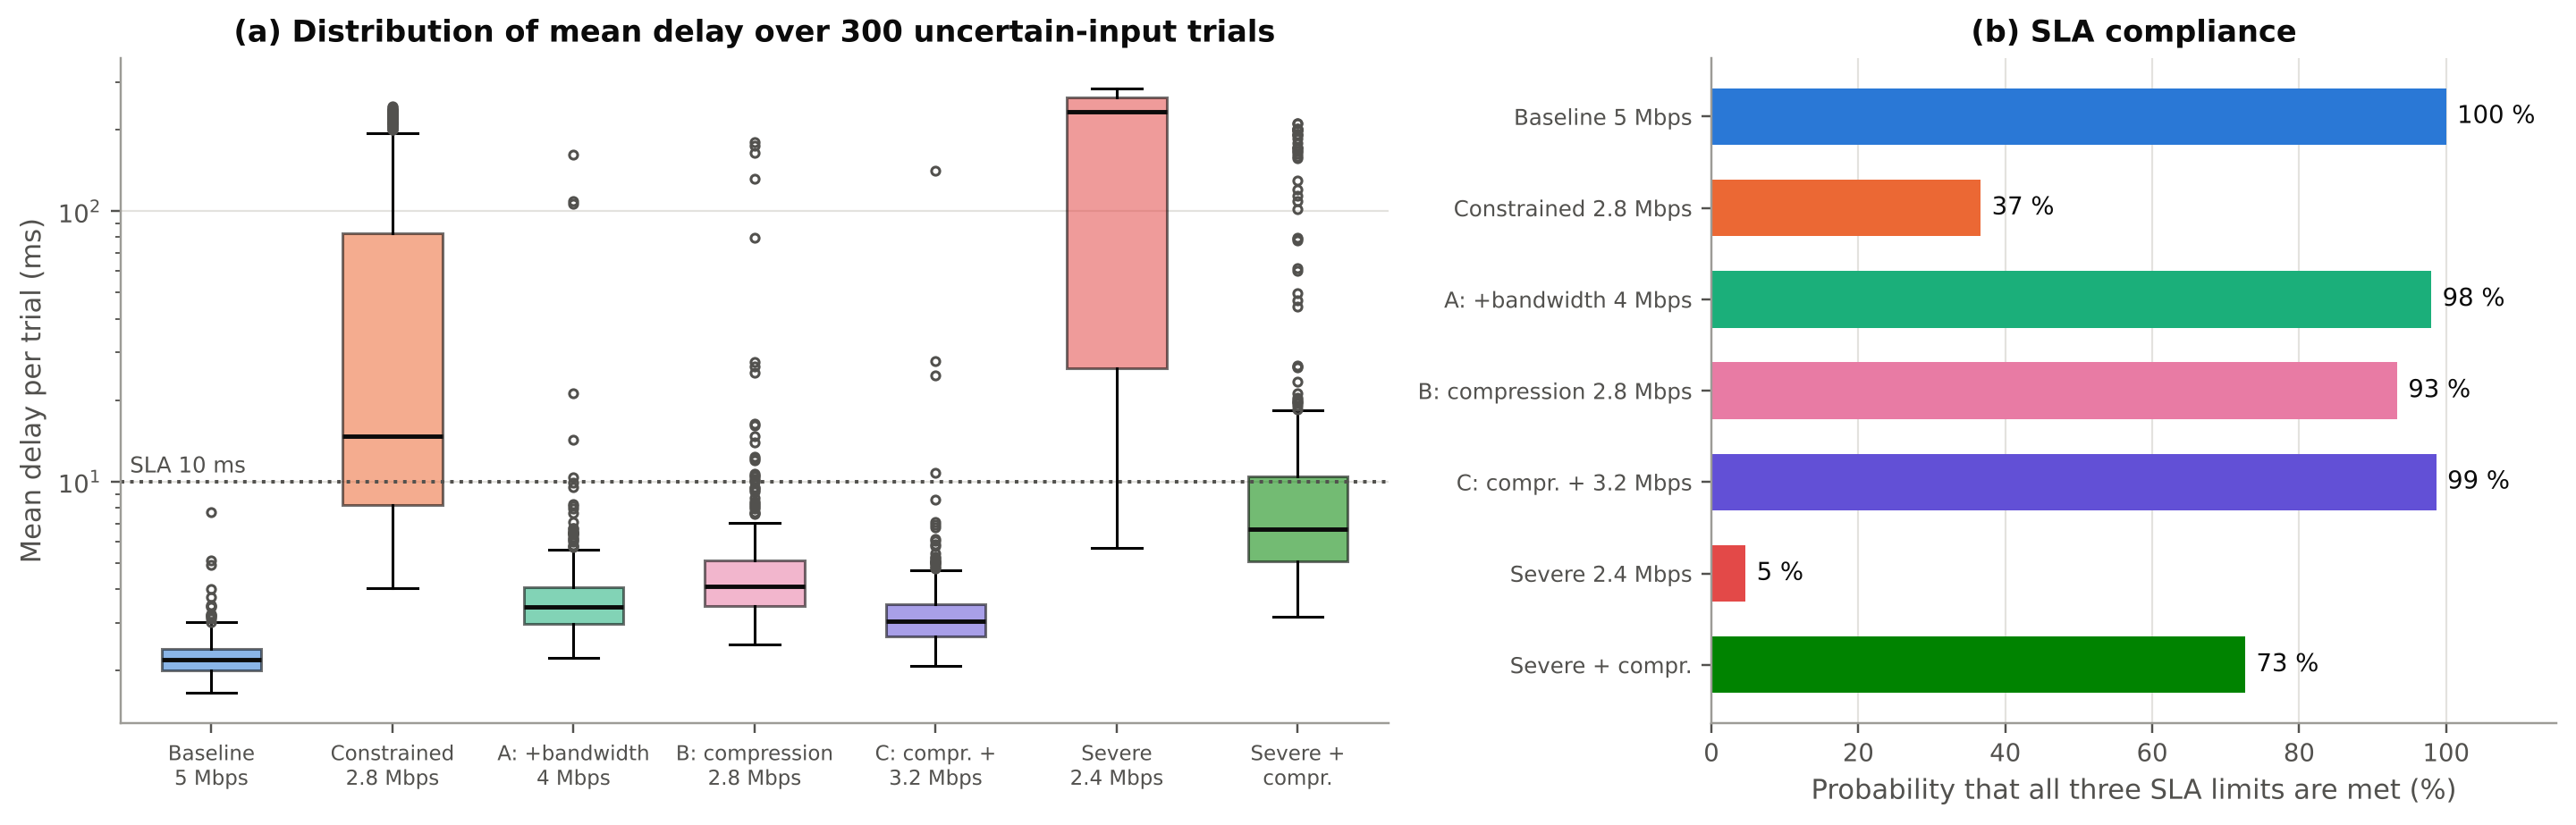 (a) Distribution of mean delay over 300 uncertain-input trials
Mean delay per trial (ms)
10²
10¹
SLA 10 ms
Baseline
5 Mbps
Constrained
2.8 Mbps
A: +bandwidth
4 Mbps
B: compression
2.8 Mbps
C: compr. +
3.2 Mbps
Severe
2.4 Mbps
Severe +
compr.
(b) SLA compliance
Baseline 5 Mbps
100 %
Constrained 2.8 Mbps
37 %
A: +bandwidth 4 Mbps
98 %
B: compression 2.8 Mbps
93 %
C: compr. + 3.2 Mbps
99 %
Severe 2.4 Mbps
5 %
Severe + compr.
73 %
0 20 40 60 80 100
Probability that all three SLA limits are met (%)